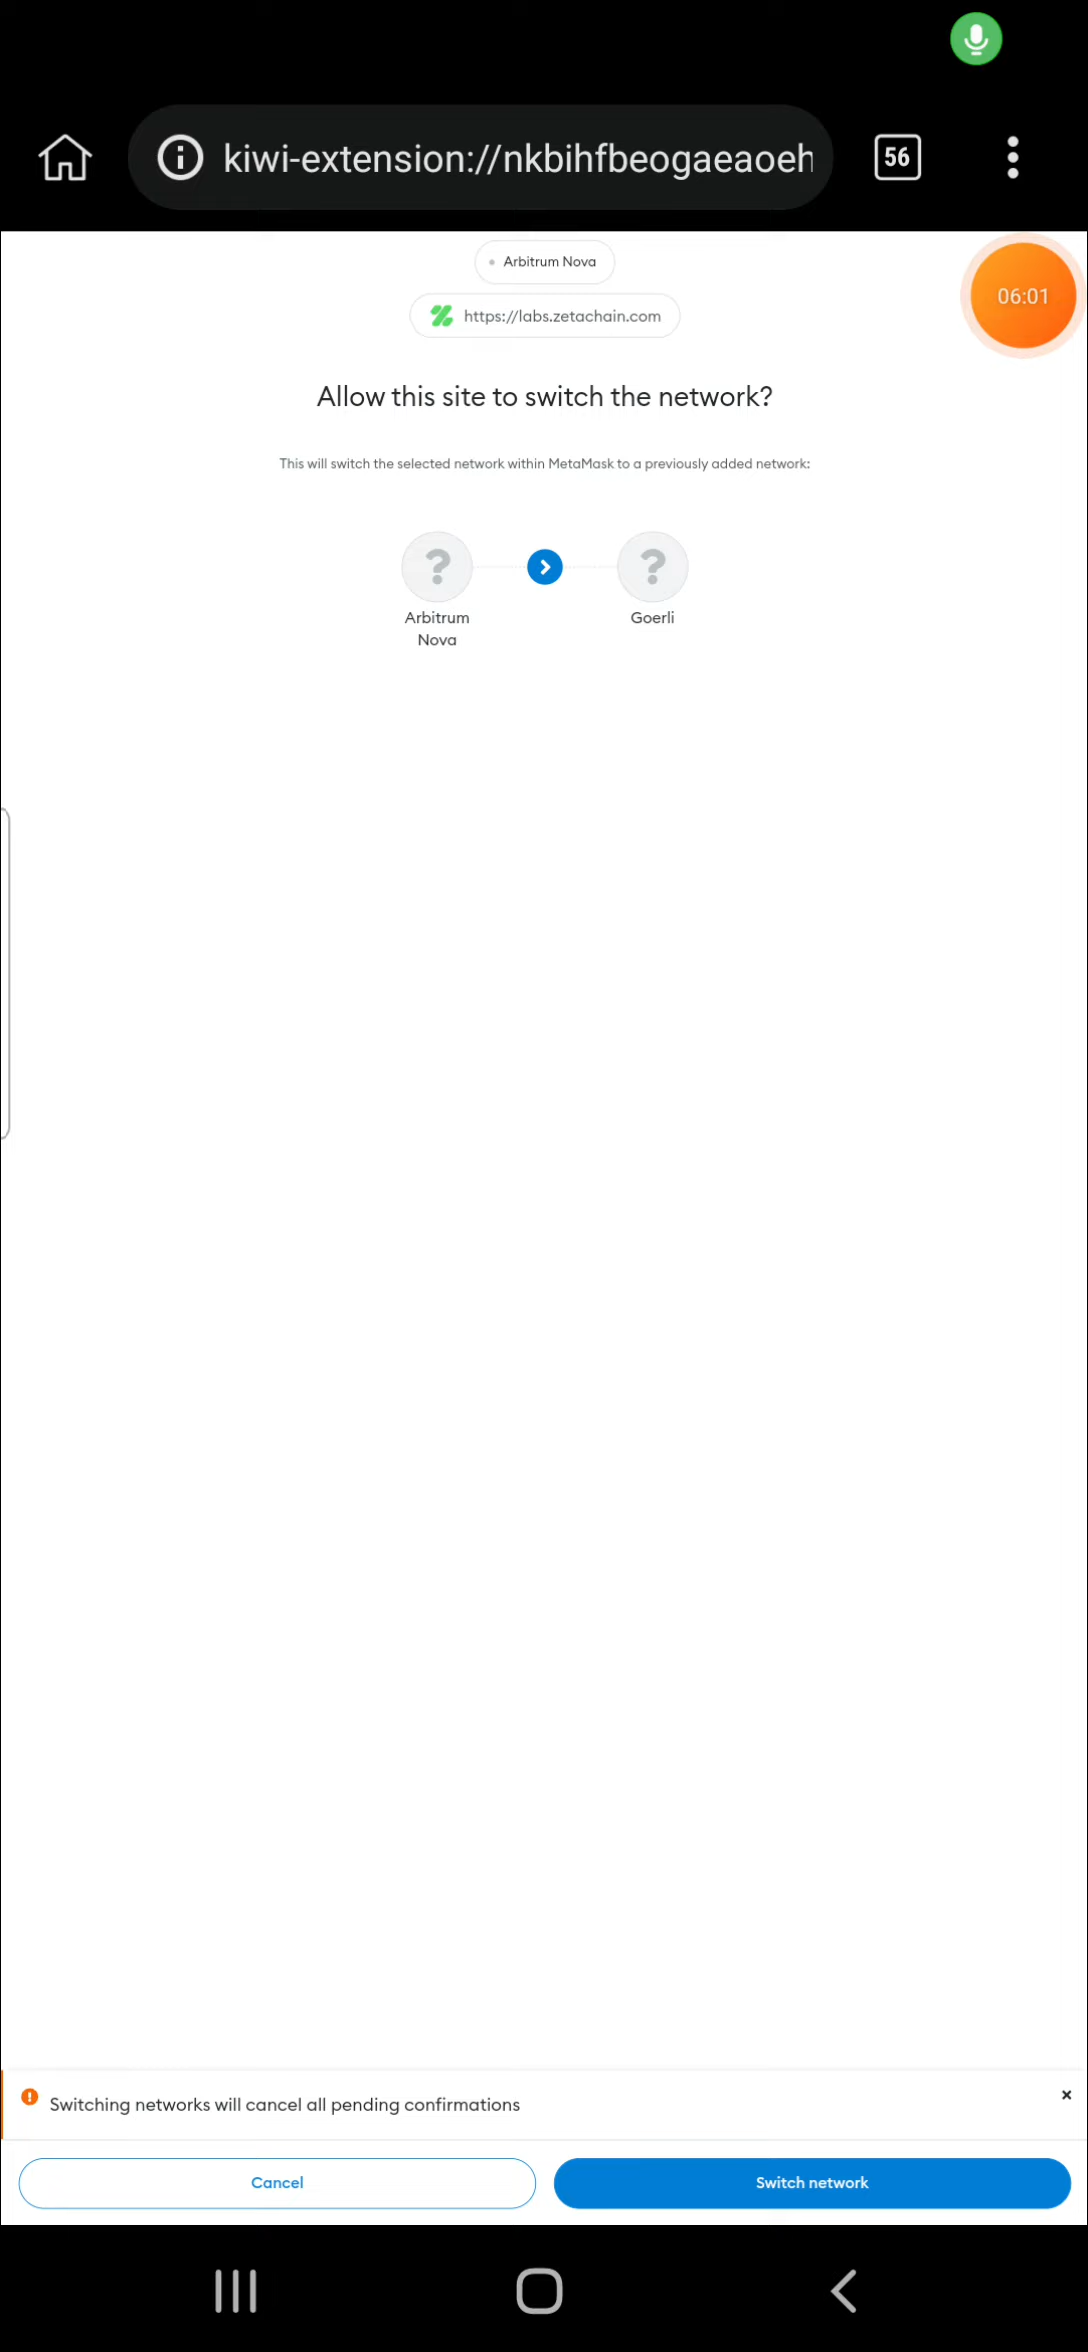 kiwi-extension://nkbihfbeogaeaoeh
56
Arbitrum Nova
06:01
https://labs.zetachain.com
Allow this site to switch the network?
This will switch the selected network within MetaMask to a previously added network:
? ?
Arbitrum
Nova
Goerli
Switching networks will cancel all pending confirmations
Cancel
Switch network